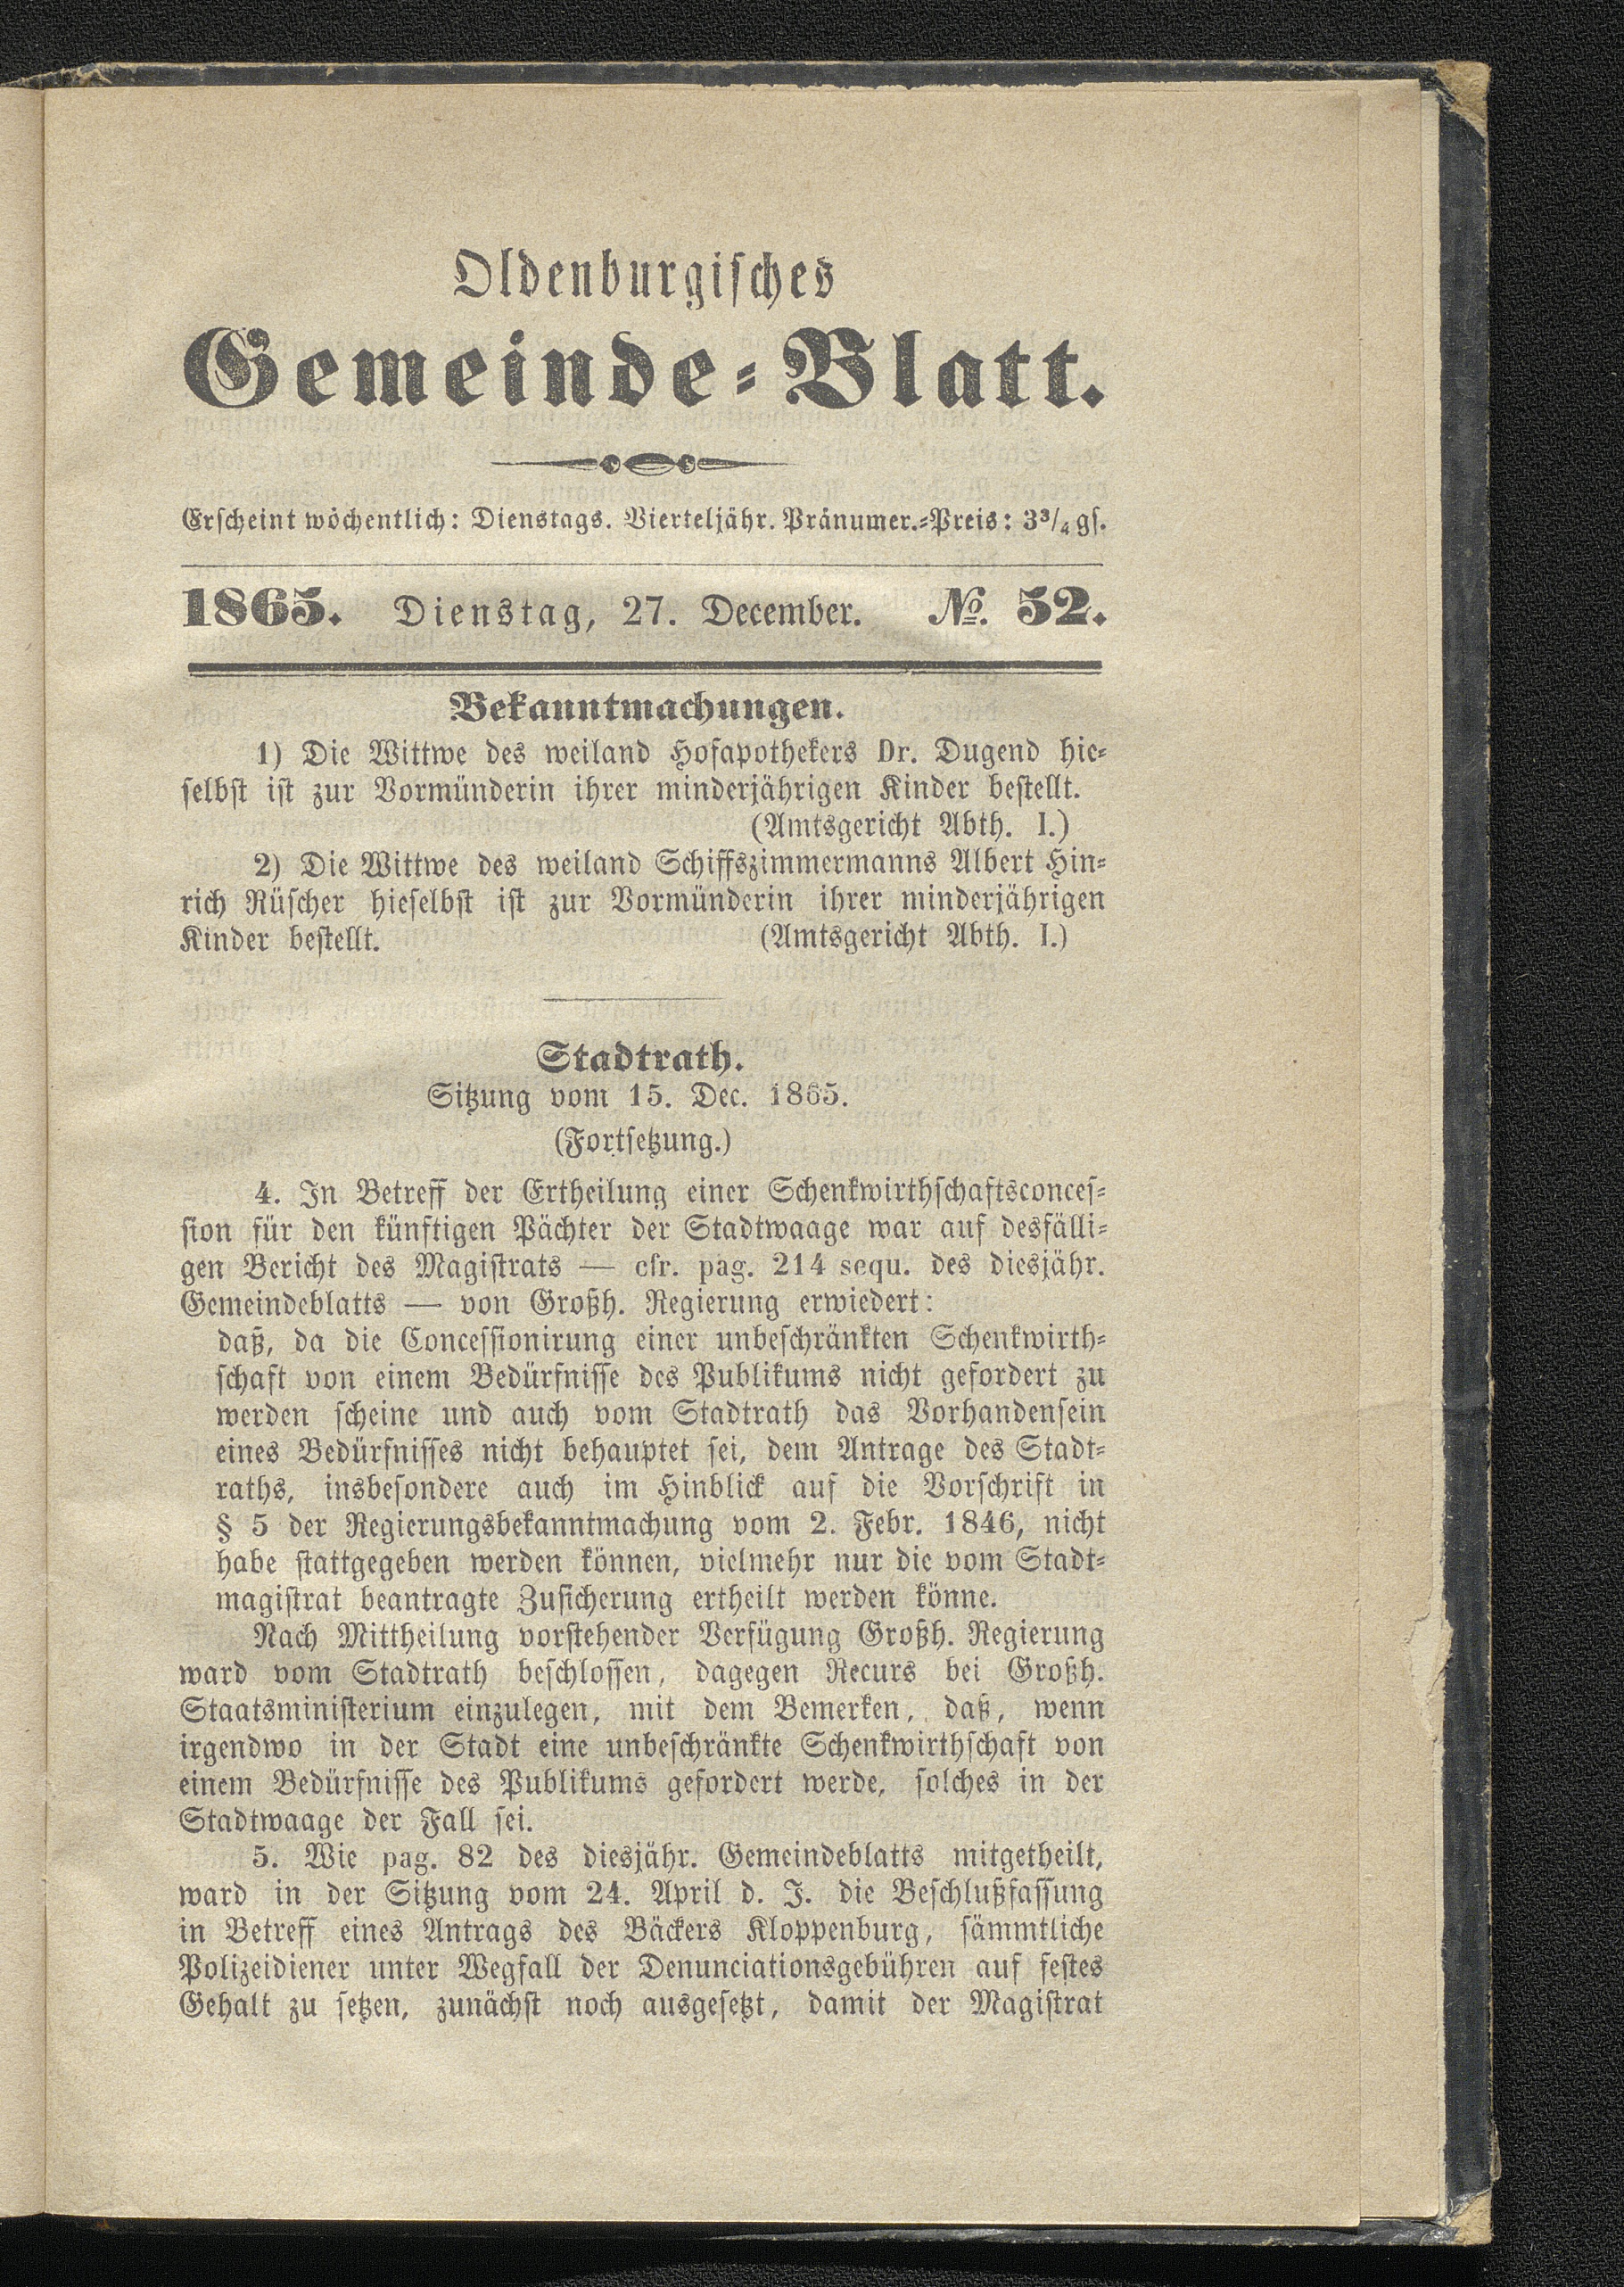 Oldenburgisches
Gemeinde-Blatt.
Erscheint wöchentlich: Dienstags. Vierteljähr. Pränumer.-Preis: 3¾ gs.
1865. Dienstag, 27. December. №. 52.
Bekanntmachungen.
1) Die Wittwe des weiland Hofapothekers Dr. Dugend hie-
selbst ist zur Vormünderin ihrer minderjährigen Kinder bestellt.
(Amtsgericht Abth. I.)
2) Die Wittwe des weiland Schiffszimmermanns Albert Hin-
rich Rüscher hieselbst ist zur Vormünderin ihrer minderjährigen
Kinder bestellt. (Amtsgericht Abth. I.)
Stadtrath.
Sitzung vom 15. Dec. 1865.
(Fortsetzung.)
4. In Betreff der Ertheilung einer Schenkwirthschaftsconces-
sion für den künftigen Pächter der Stadtwaage war auf desfälli-
gen Bericht des Magistrats — cfr. pag. 214 sequ. des diesjähr.
Gemeindeblatts — von Großh. Regierung erwiedert:
daß, da die Concessionirung einer unbeschränkten Schenkwirth-
schaft von einem Bedürfnisse des Publikums nicht gefordert zu
werden scheine und auch vom Stadtrath das Vorhandensein
eines Bedürfnisses nicht behauptet sei, dem Antrage des Stadt-
raths, insbesondere auch im Hinblick auf die Vorschrift in
§ 5 der Regierungsbekanntmachung vom 2. Febr. 1846, nicht
habe stattgegeben werden können, vielmehr nur die vom Stadt-
magistrat beantragte Zusicherung ertheilt werden könne.
Nach Mittheilung vorstehender Verfügung Großh. Regierung
ward vom Stadtrath beschlossen, dagegen Recurs bei Großh.
Staatsministerium einzulegen, mit dem Bemerken, daß, wenn
irgendwo in der Stadt eine unbeschränkte Schenkwirthschaft von
einem Bedürfnisse des Publikums gefordert werde, solches in der
Stadtwaage der Fall sei.
5. Wie pag. 82 des diesjähr. Gemeindeblatts mitgetheilt,
ward in der Sitzung vom 24. April d. J. die Beschlußfassung
in Betreff eines Antrags des Bäckers Kloppenburg, sämmtliche
Polizeidiener unter Wegfall der Denunciationsgebühren auf festes
Gehalt zu setzen, zunächst noch ausgesetzt, damit der Magistrat